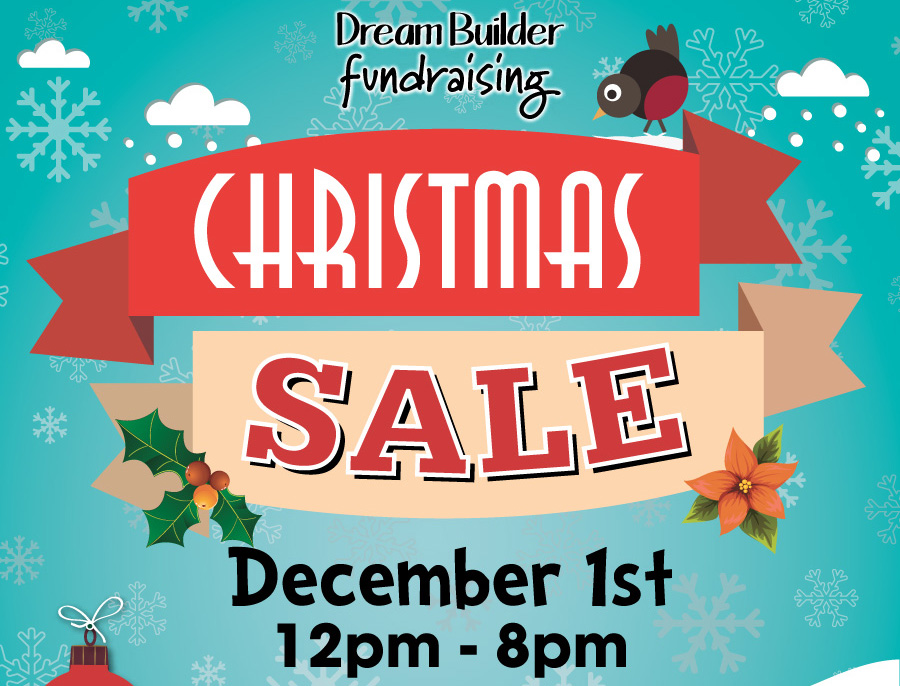 Dream Builder
fundraising
CHRISTMAS
SALE
December 1st
12pm - 8pm